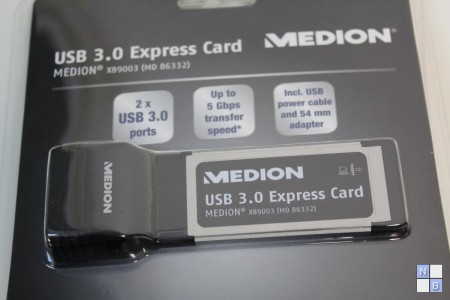 MEDION®
USB 3.0 Express Card
MEDION® X89003 (MD 86332)
2 x
USB 3.0
ports
Up to
5 Gbps
transfer
speed*
Incl. USB
power cable
and 54 mm
adapter
MEDION
MEDION
USB 3.0 Express Card
MEDION® X89003 (MD 86332)
N
B